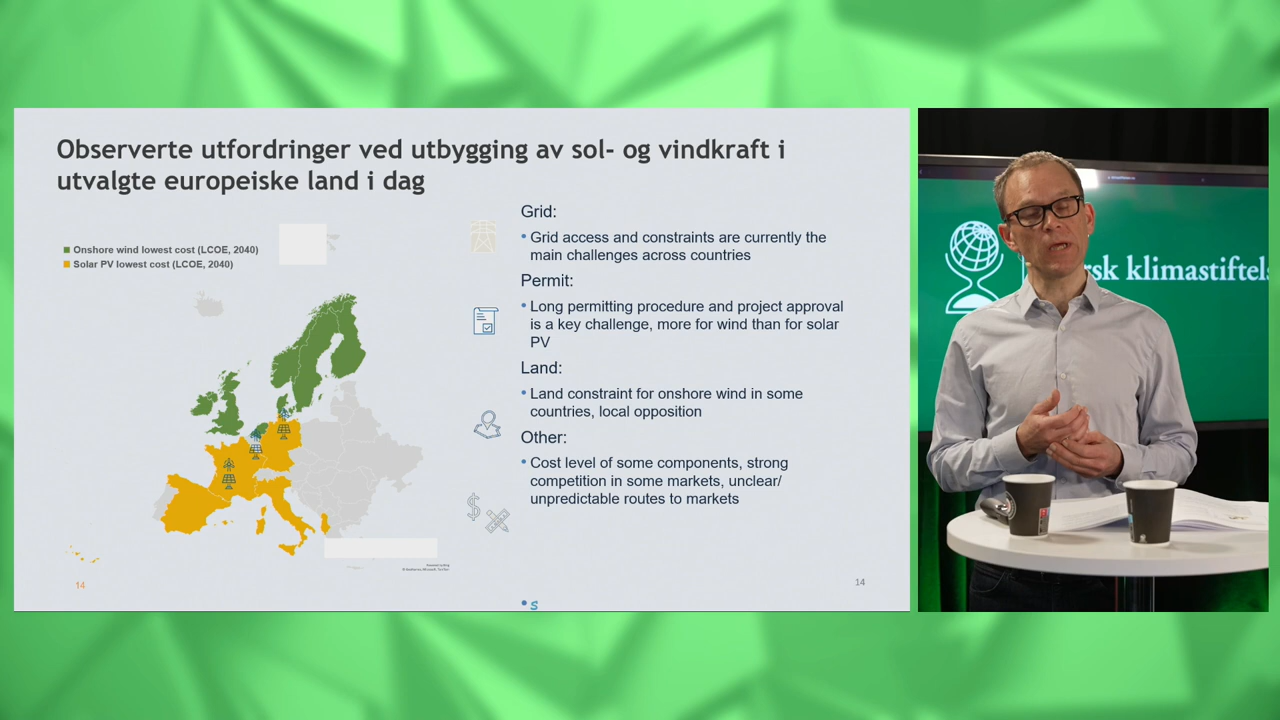 Observerte utfordringer ved utbygging av sol- og vindkraft i
utvalgte europeiske land i dag
Onshore wind lowest cost (LCOE, 2040)
Solar PV lowest cost (LCOE, 2040)
Grid:
• Grid access and constraints are currently the
main challenges across countries
Permit:
• Long permitting procedure and project approval
is a key challenge, more for wind than for solar
PV
Land:
• Land constraint for onshore wind in some
countries, local opposition
Other:
• Cost level of some components, strong
competition in some markets, unclear/
unpredictable routes to markets
$
14
14
• s
sk klimastiftels